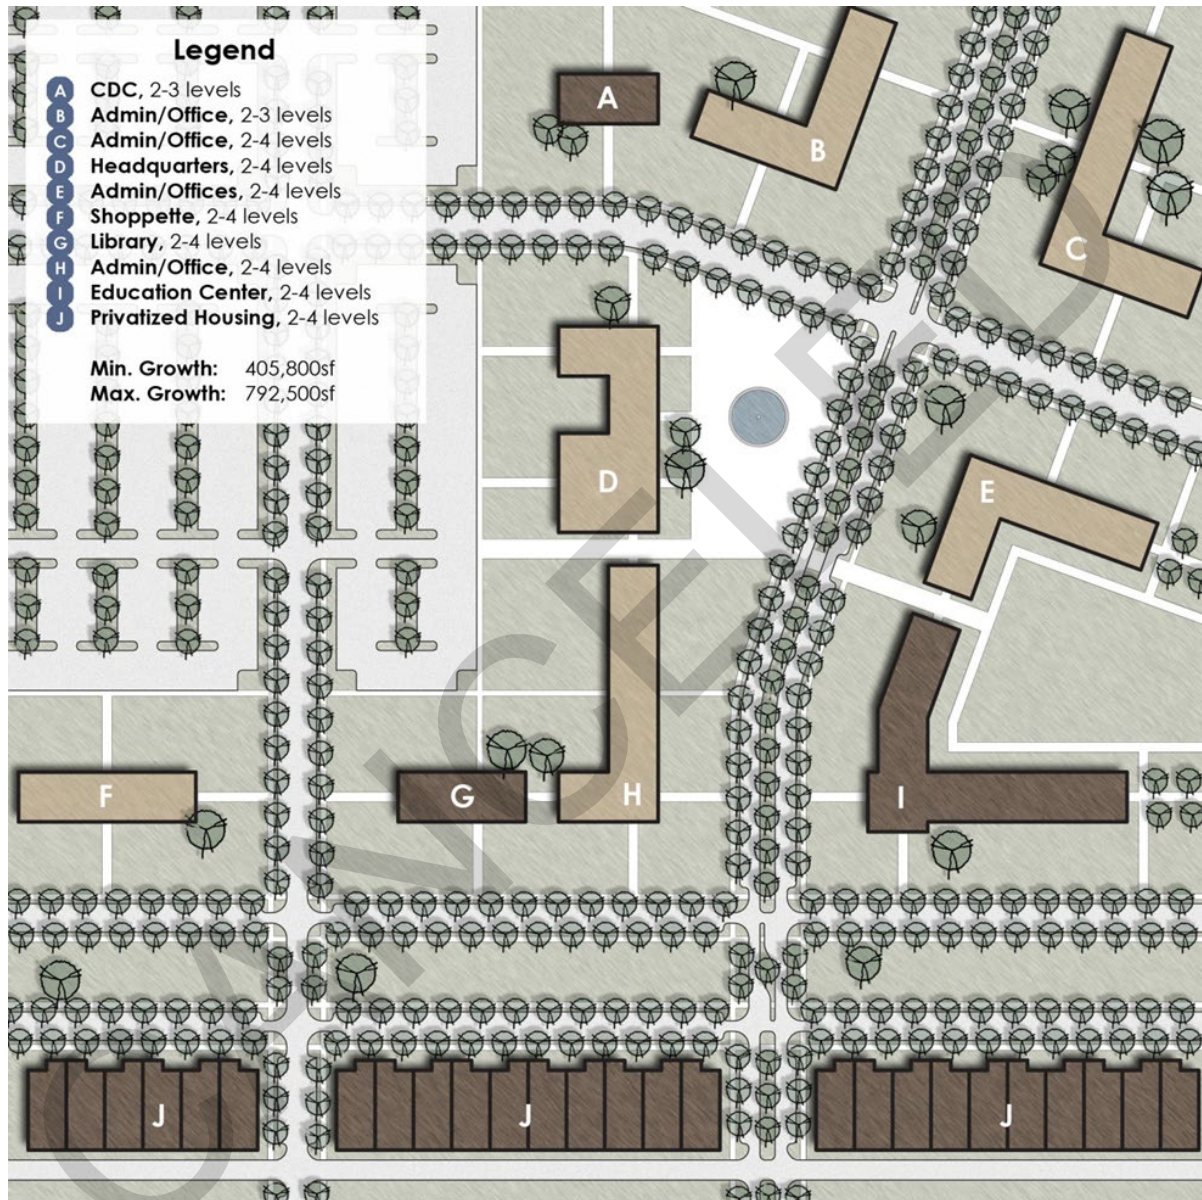 Legend
A CDC, 2-3 levels
B Admin/Office, 2-3 levels
C Admin/Office, 2-4 levels
D Headquarters, 2-4 levels
E Admin/Offices, 2-4 levels
F Shoppette, 2-4 levels
G Library, 2-4 levels
H Admin/Office, 2-4 levels
I Education Center, 2-4 levels
J Privatized Housing, 2-4 levels
Min. Growth: 405,800sf
Max. Growth: 792,500sf
A
B
C
D
E
F
G
H
I
J
J
J
CANCELED